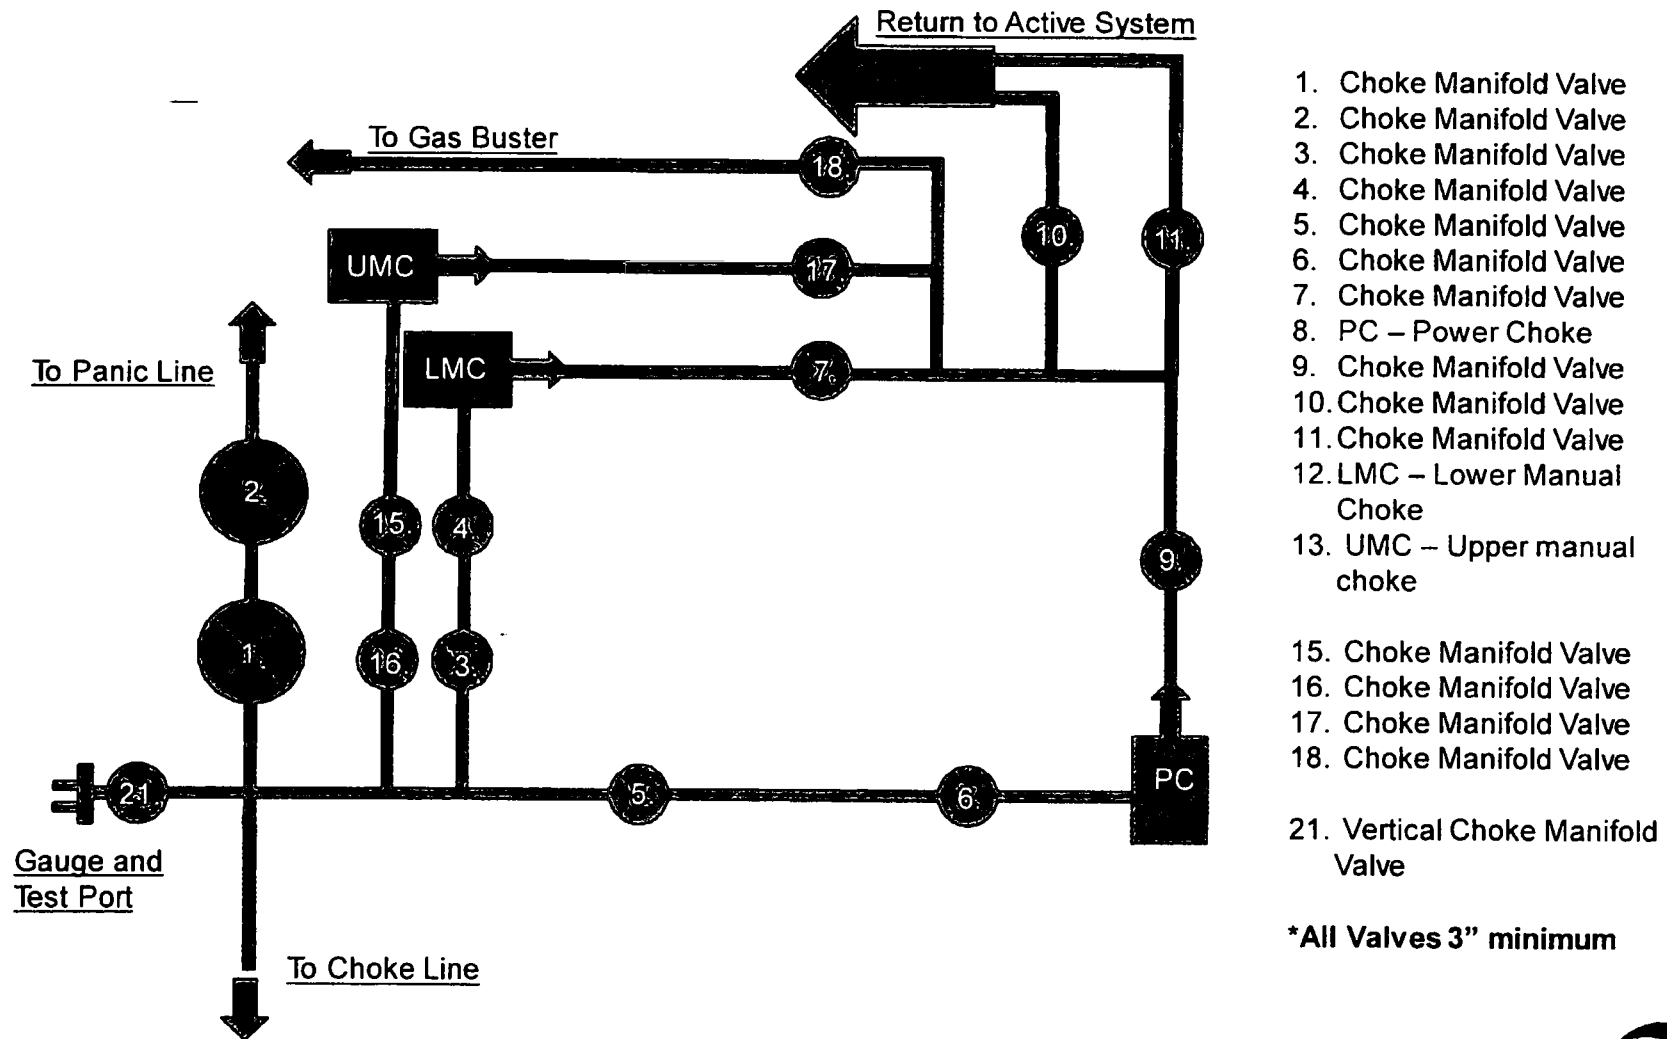 Return to Active System
To Gas Buster
18.
10.
11.
UMC
17
LMC
7.
To Panic Line
2.
15.
4.
9.
1.
16.
3.
21
5.
6.
PC
Gauge and
Test Port
To Choke Line
1. Choke Manifold Valve
2. Choke Manifold Valve
3. Choke Manifold Valve
4. Choke Manifold Valve
5. Choke Manifold Valve
6. Choke Manifold Valve
7. Choke Manifold Valve
8. PC – Power Choke
9. Choke Manifold Valve
10. Choke Manifold Valve
11. Choke Manifold Valve
12. LMC – Lower Manual
Choke
13. UMC – Upper manual
choke
15. Choke Manifold Valve
16. Choke Manifold Valve
17. Choke Manifold Valve
18. Choke Manifold Valve
21. Vertical Choke Manifold
Valve
*All Valves 3” minimum